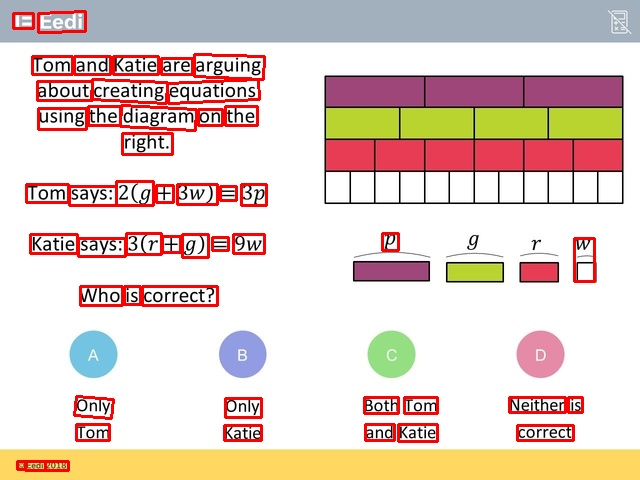 Eedi
Tom and Katie are arguing
about creating equations
using the diagram on the
right.
Tom says: 2(g + 3w) ≡ 3p
Katie says: 3(r + g) ≡ 9w
p g r w
Who is correct?
A B C D
Only Tom
Only Katie
Both Tom and Katie
Neither is correct
© Eedi 2018